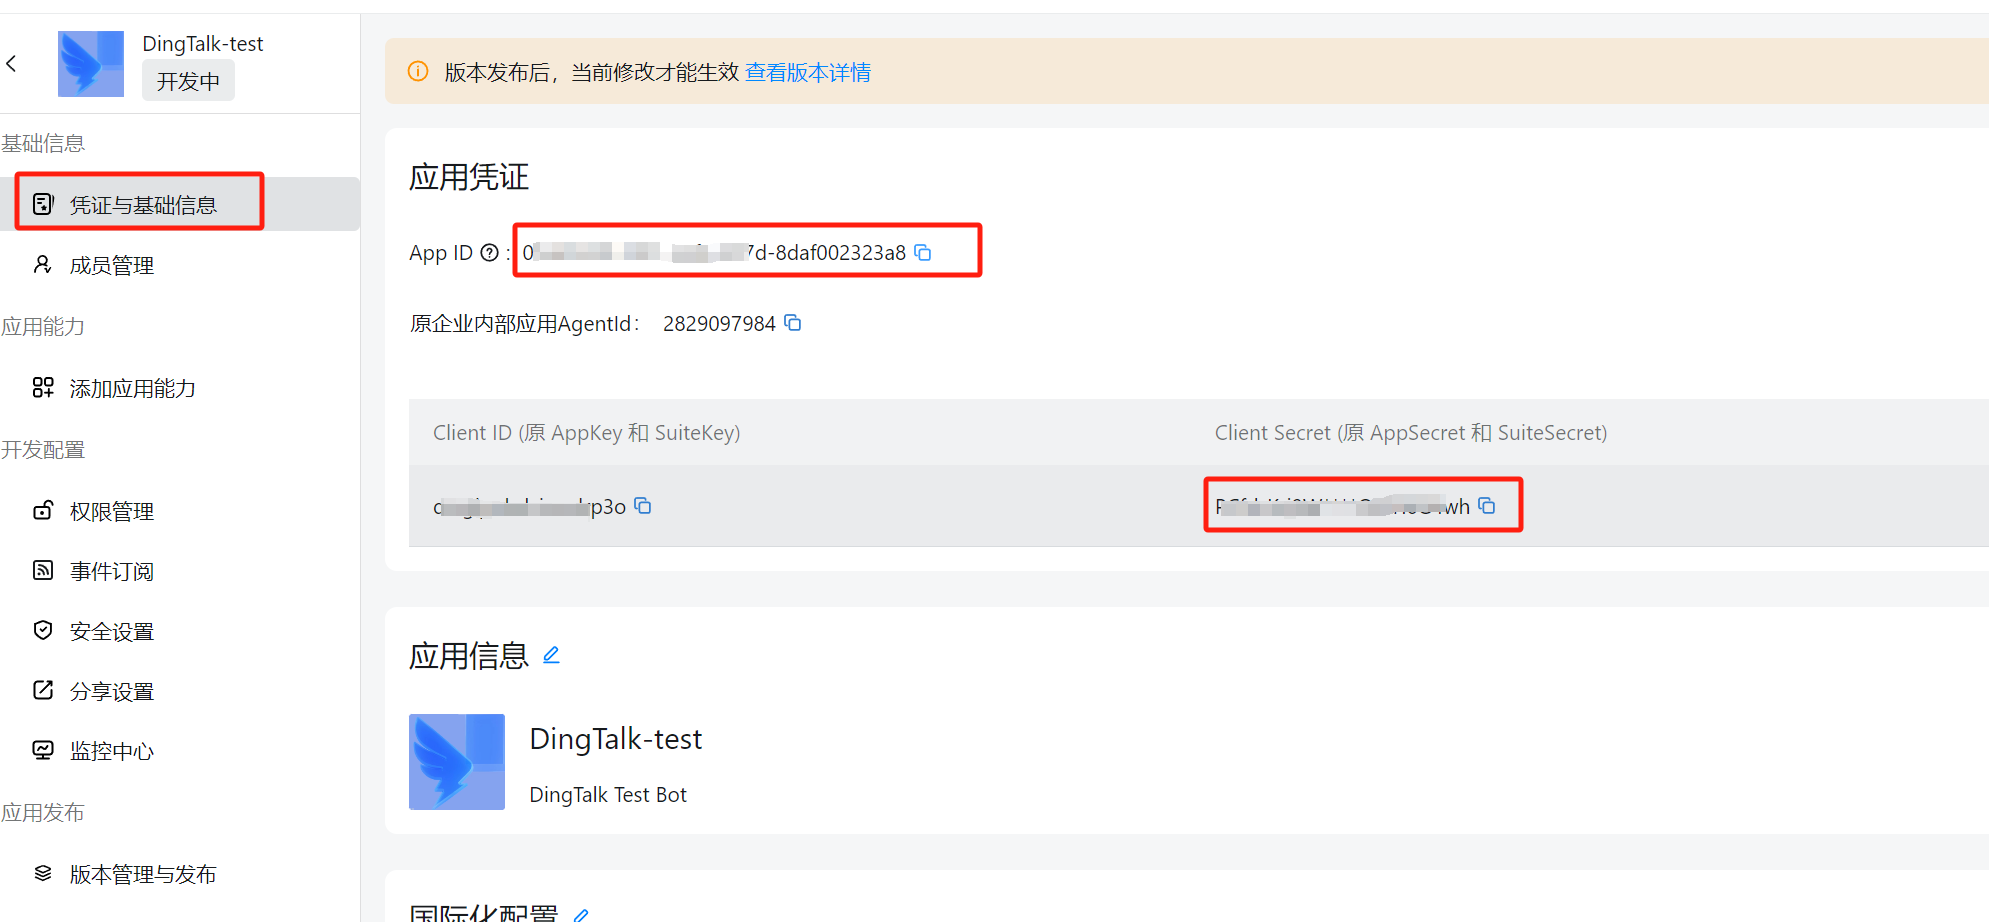 DingTalk-test
开发中
基础信息
凭证与基础信息
成员管理
应用能力
添加应用能力
开发配置
权限管理
事件订阅
安全设置
分享设置
监控中心
应用发布
版本管理与发布
版本发布后，当前修改才能生效 查看版本详情
应用凭证
App ID : 0 7d-8daf002323a8
原企业内部应用AgentId： 2829097984
Client ID (原 AppKey 和 SuiteKey)
Client Secret (原 AppSecret 和 SuiteSecret)
p3o
wh
应用信息
DingTalk-test
DingTalk Test Bot
国际化配置